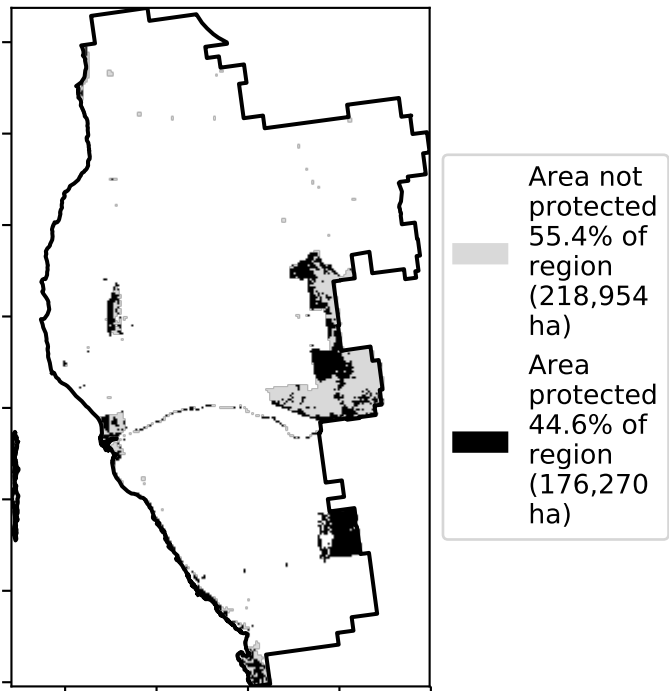 Area not
protected
55.4% of
region
(218,954
ha)
Area
protected
44.6% of
region
(176,270
ha)